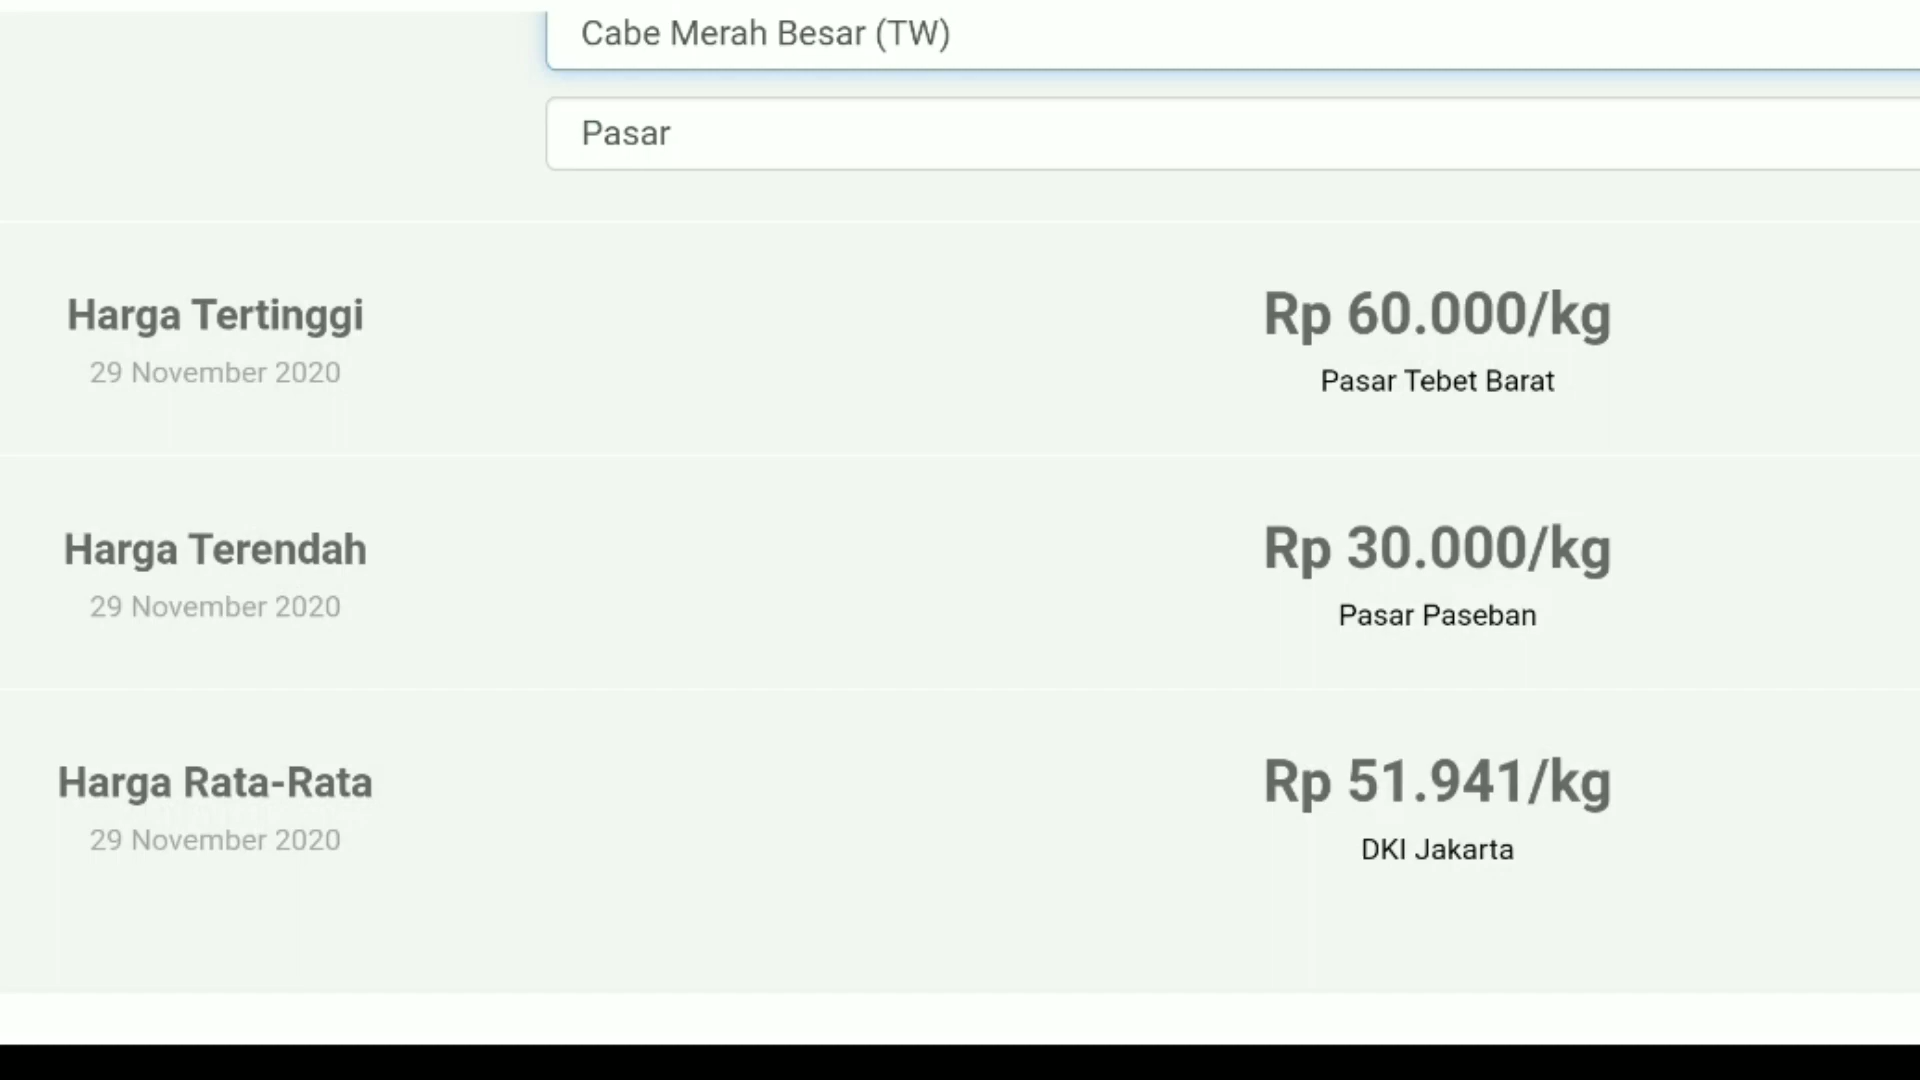 Cabe Merah Besar (TW)
Pasar
Harga Tertinggi
29 November 2020
Rp 60.000/kg
Pasar Tebet Barat
Harga Terendah
29 November 2020
Rp 30.000/kg
Pasar Paseban
Harga Rata-Rata
29 November 2020
Rp 51.941/kg
DKI Jakarta